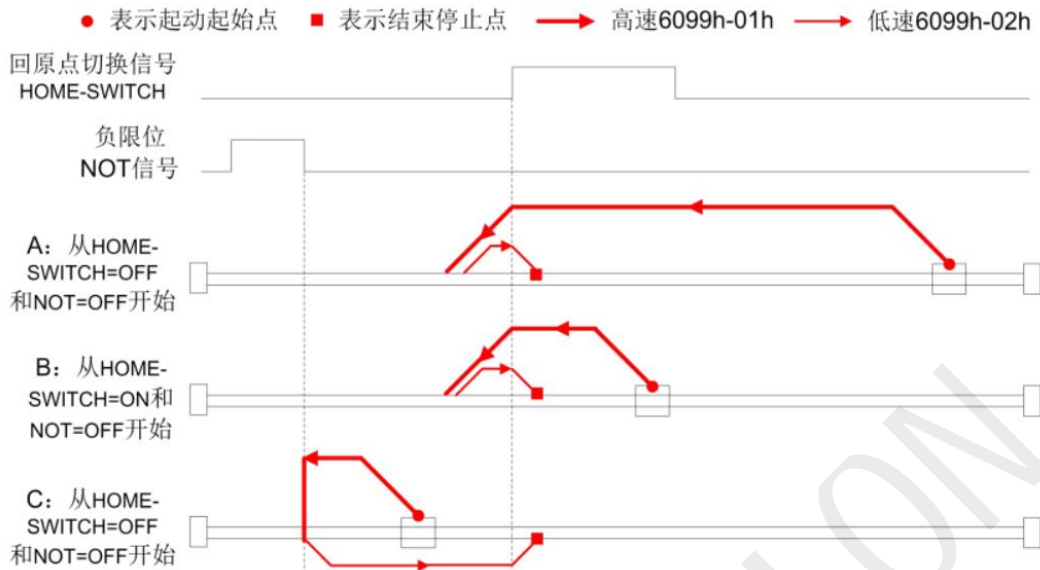 表示起动起始点 表示结束停止点 高速6099h-01h 低速6099h-02h
回原点切换信号
HOME-SWITCH
负限位
NOT信号
A：从HOME-
SWITCH=OFF
和NOT=OFF开始
B：从HOME-
SWITCH=ON和
NOT=OFF开始
C：从HOME-
SWITCH=OFF
和NOT=OFF开始